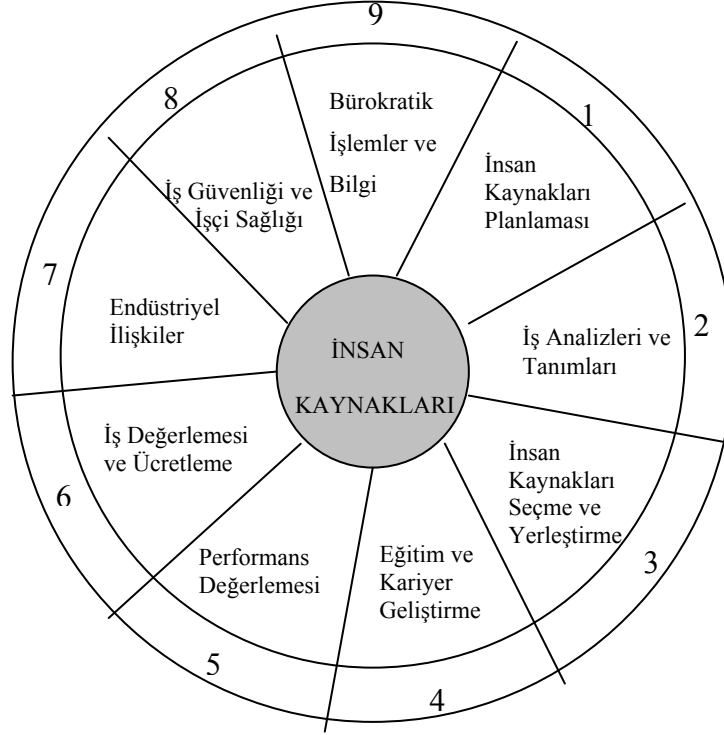 9
8
Bürokratik
İşlemler ve
Bilgi
1
İnsan
Kaynakları
Planlaması
İş Güvenliği ve
İşçi Sağlığı
7
Endüstriyel
İlişkiler
İNSAN
KAYNAKLARI
2
İş Analizleri ve
Tanımları
İş Değerlemesi
ve Ücretleme
6
İnsan
Kaynakları
Seçme ve
Yerleştirme
3
Performans
Değerlemesi
5
Eğitim ve
Kariyer
Geliştirme
4